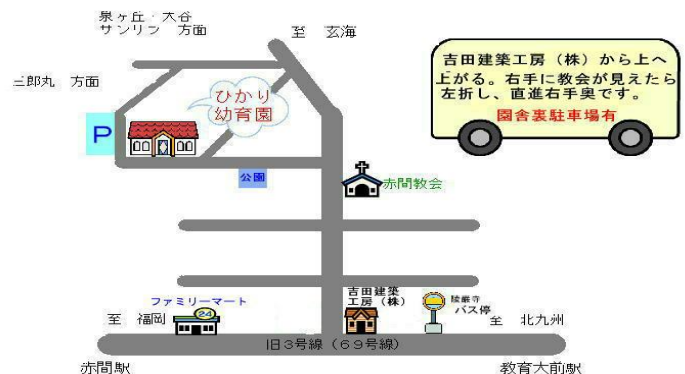 泉ヶ丘・大谷
サンリブ 方面
至 玄海
三郎丸 方面
ひかり
幼育園
P
公園
赤間教会
吉田建築工房（株）から上へ
上がる。右手に教会が見えたら
左折し、直進右手奥です。
園舎裏駐車場有
ファミリーマート
24
吉田建築
工房（株）
陵厳寺
バス停
至 福岡
至 北九州
旧3号線（69号線）
赤間駅
教育大前駅